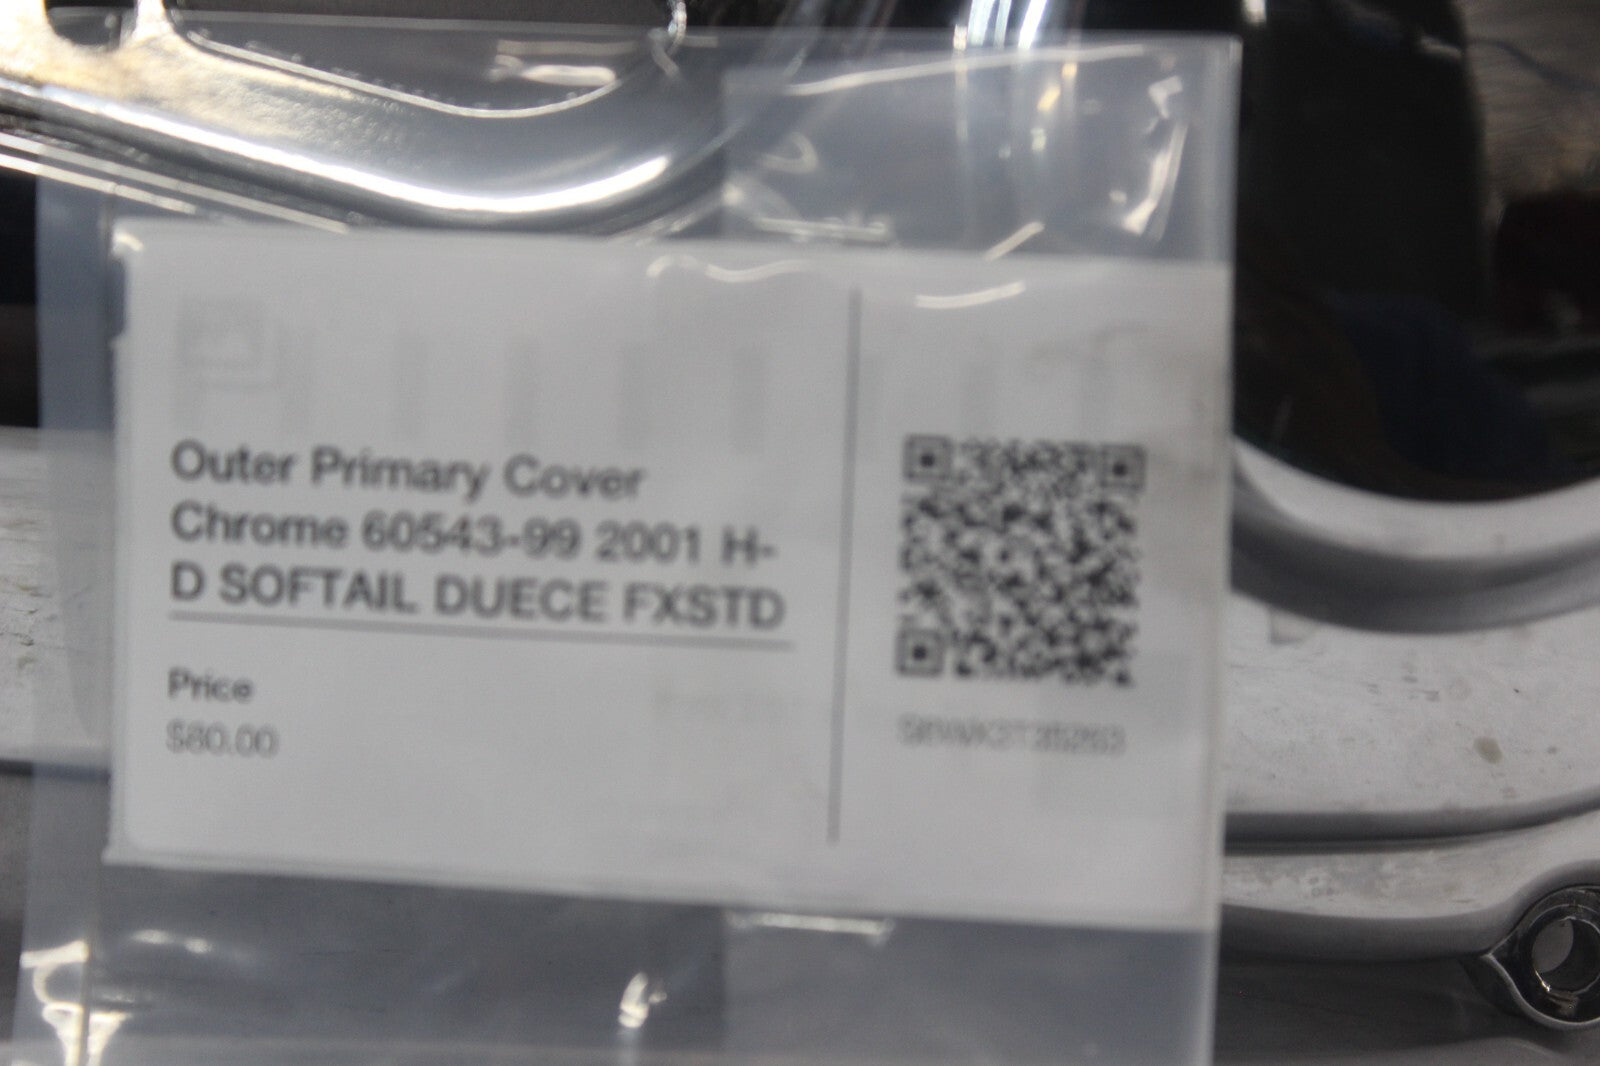 Outer Primary Cover
Chrome 60543-99 2001 H-
D SOFTAIL DUECE FXSTD
Price
$80.00